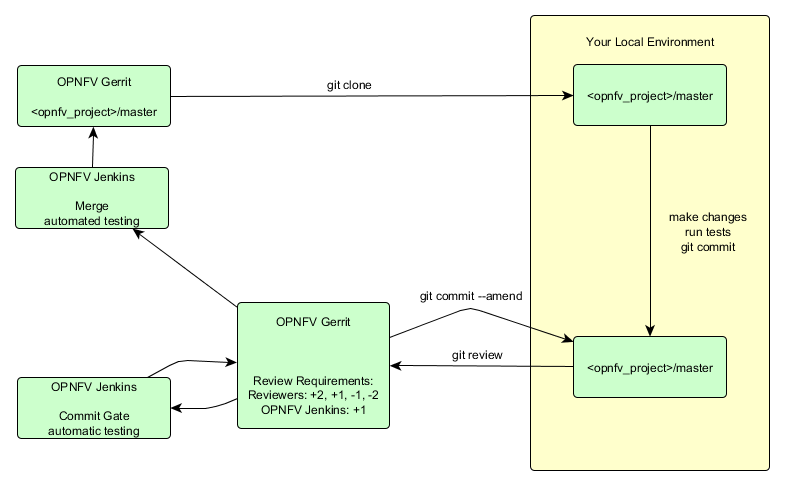 Your Local Environment
OPNFV Gerrit
<opnfv_project>/master
git clone
<opnfv_project>/master
OPNFV Jenkins
Merge
automated testing
make changes
run tests
git commit
git commit --amend
OPNFV Gerrit
Review Requirements:
Reviewers: +2, +1, -1, -2
OPNFV Jenkins: +1
git review
<opnfv_project>/master
OPNFV Jenkins
Commit Gate
automatic testing